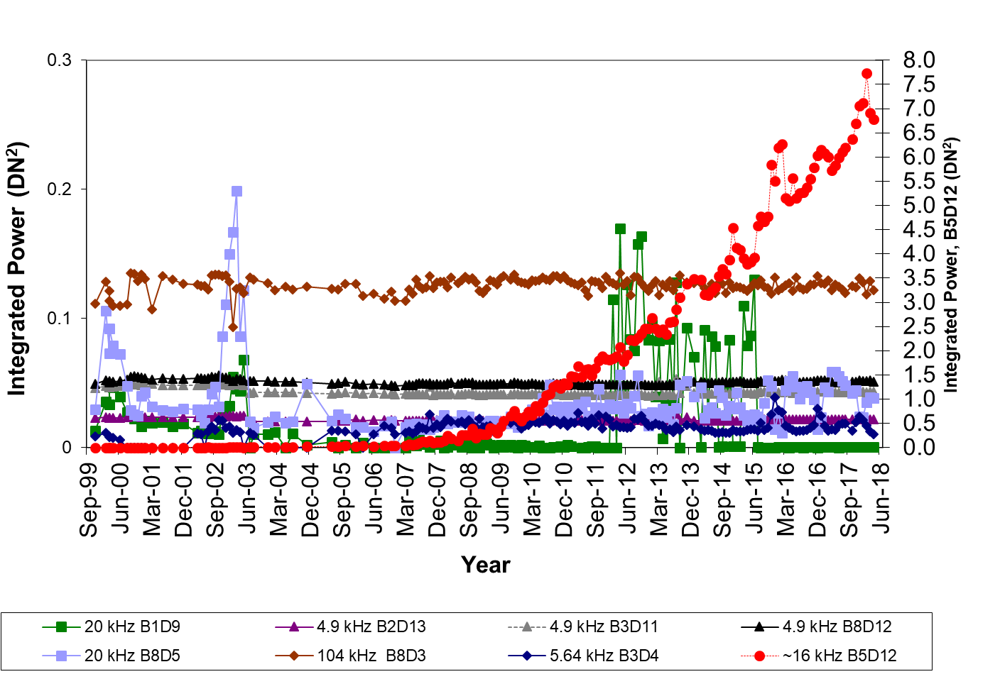 0.3
0.2
0.1
0
Integrated Power (DN²)
8.0
7.5
7.0
6.5
6.0
5.5
5.0
4.5
4.0
3.5
3.0
2.5
2.0
1.5
1.0
0.5
0.0
Integrated Power, B5D12 (DN²)
Sep-99
Jun-00
Mar-01
Dec-01
Sep-02
Jun-03
Mar-04
Dec-04
Sep-05
Jun-06
Mar-07
Dec-07
Sep-08
Jun-09
Mar-10
Dec-10
Sep-11
Jun-12
Mar-13
Dec-13
Sep-14
Jun-15
Mar-16
Dec-16
Sep-17
Jun-18
Year
20 kHz B1D9 4.9 kHz B2D13 4.9 kHz B3D11 4.9 kHz B8D12
20 kHz B8D5 104 kHz  B8D3 5.64 kHz B3D4 ~16 kHz B5D12